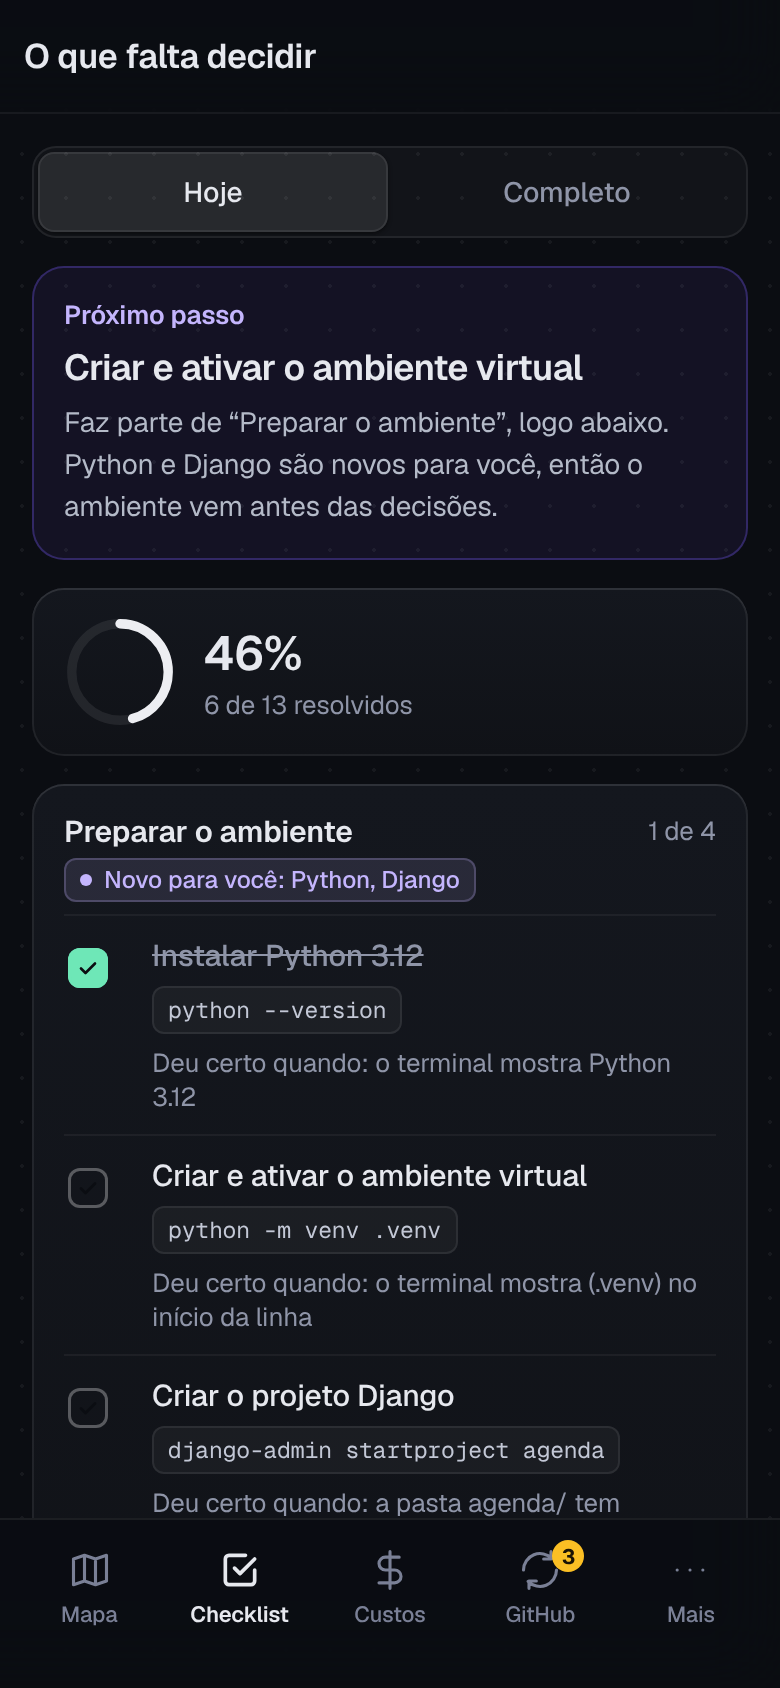 O que falta decidir
Hoje
Completo
Próximo passo
Criar e ativar o ambiente virtual
Faz parte de “Preparar o ambiente”, logo abaixo.
Python e Django são novos para você, então o
ambiente vem antes das decisões.
46%
6 de 13 resolvidos
Preparar o ambiente
1 de 4
Novo para você: Python, Django
Instalar Python 3.12
python --version
Deu certo quando: o terminal mostra Python
3.12
Criar e ativar o ambiente virtual
python -m venv .venv
Deu certo quando: o terminal mostra (.venv) no
início da linha
Criar o projeto Django
django-admin startproject agenda
Deu certo quando: a pasta agenda/ tem
3
Mapa
Checklist
Custos
GitHub
Mais